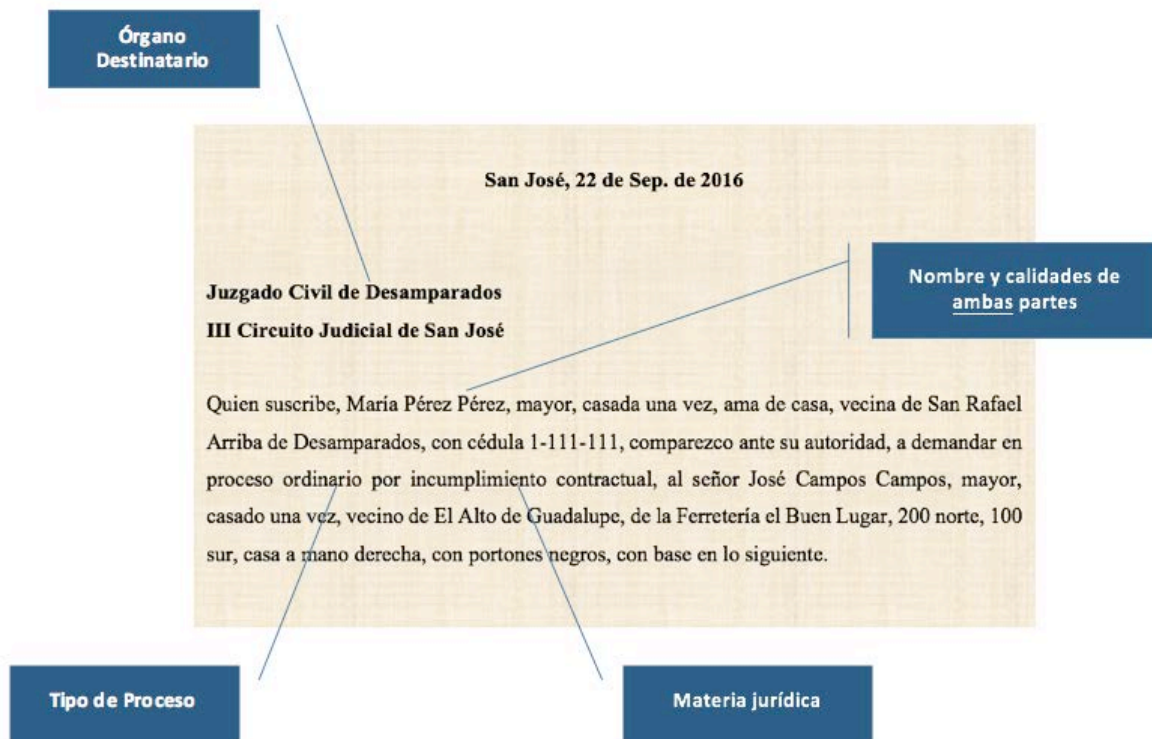 Órgano
Destinatario
San José, 22 de Sep. de 2016
Nombre y calidades de
ambas partes
Juzgado Civil de Desamparados
III Circuito Judicial de San José
Quien suscribe, María Pérez Pérez, mayor, casada una vez, ama de casa, vecina de San Rafael
Arriba de Desamparados, con cédula 1-111-111, comparezco ante su autoridad, a demandar en
proceso ordinario por incumplimiento contractual, al señor José Campos Campos, mayor,
casado una vez, vecino de El Alto de Guadalupe, de la Ferretería el Buen Lugar, 200 norte, 100
sur, casa a mano derecha, con portones negros, con base en lo siguiente.
Tipo de Proceso
Materia jurídica